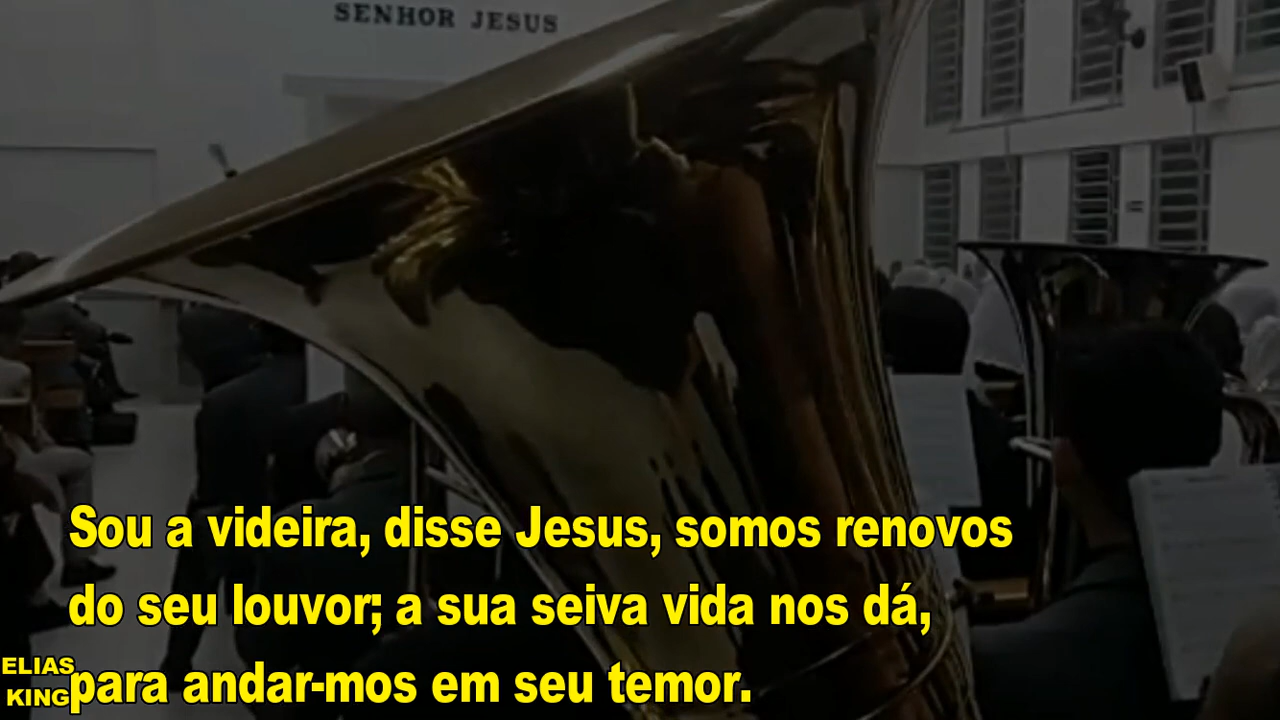 SENHOR JESUS
Sou a videira, disse Jesus, somos renovos
do seu louvor; a sua seiva vida nos dá,
para andar-mos em seu temor.
ELIAS
KING